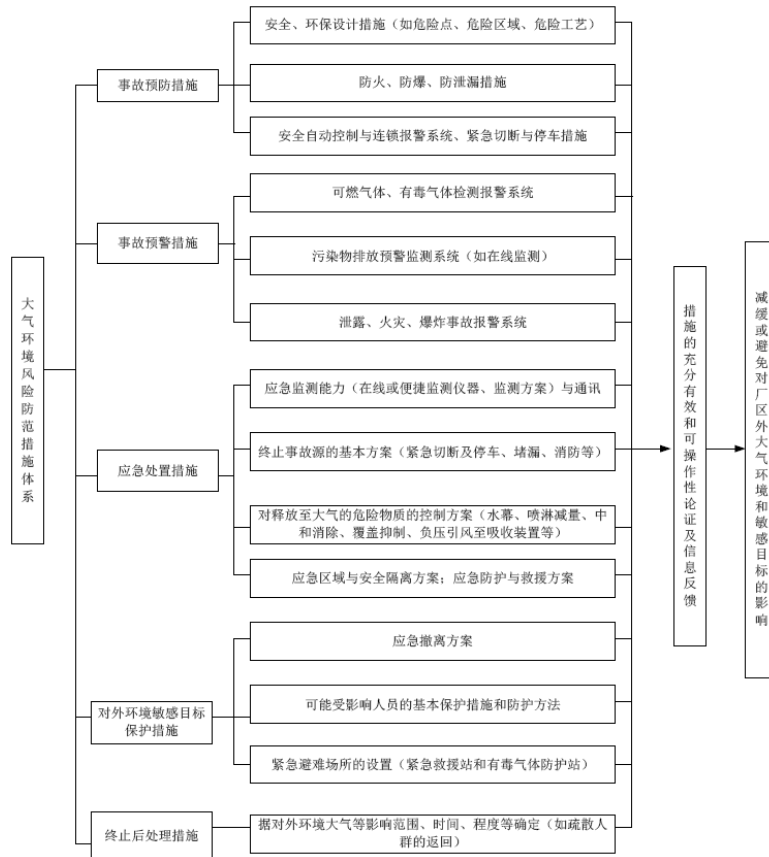 安全、环保设计措施（如危险点、危险区域、危险工艺）
事故预防措施
防火、防爆、防泄漏措施
安全自动控制与连锁报警系统、紧急切断与停车措施
可燃气体、有毒气体检测报警系统
事故预警措施
污染物排放预警监测系统（如在线监测）
泄露、火灾、爆炸事故报警系统
大气环境风险防范措施体系
应急监测能力（在线或便捷监测仪器、监测方案）与通讯
终止事故源的基本方案（紧急切断及停车、堵漏、消防等）
应急处置措施
对释放至大气的危险物质的控制方案（水幕、喷淋减量、中
和消除、覆盖抑制、负压引风至吸收装置等）
应急区域与安全隔离方案；应急防护与救援方案
应急撤离方案
对外环境敏感目标
保护措施
可能受影响人员的基本保护措施和防护方法
紧急避难场所的设置（紧急救援站和有毒气体防护站）
终止后处理措施
据对外环境大气等影响范围、时间、程度等确定（如疏散人
群的返回）
措施的充分有效和可操作性论证及信息反馈
减缓或避免对厂区外大气环境和敏感目标的影响